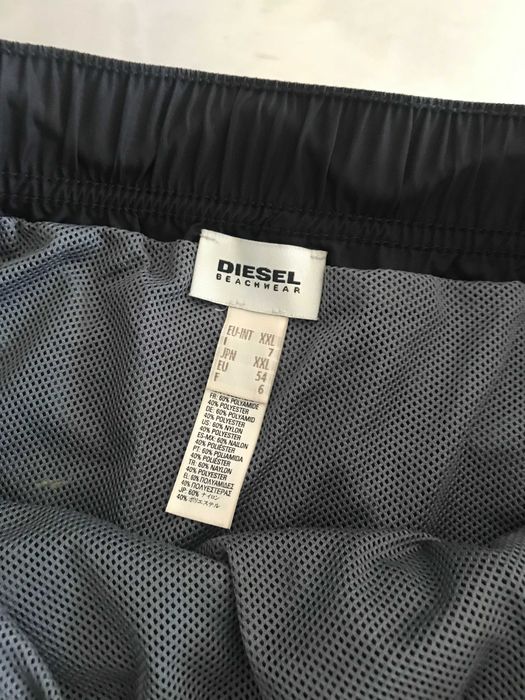 DIESEL
BEACHWEAR
EU-INT XXL
I 7
JPN XXL
EU 54
F 6
FR: 60% POLYAMIDE
40% POLYESTER
DE: 60% POLYAMID
40% POLYESTER
US: 60% NYLON
40% POLYESTER
ES-MX: 60% NAILON
40% POLIÉSTER
PT: 60% POLIAMIDA
40% POLIÉSTER
TR: 60% NAYLON
40% POLYESTER
EL: 60% ΠΟΛΥΑΜΙΔΕΣ
40% ΠΟΛΥΕΣΤΕΡΑΣ
JP: 60% ナイロン
40% ポリエステル